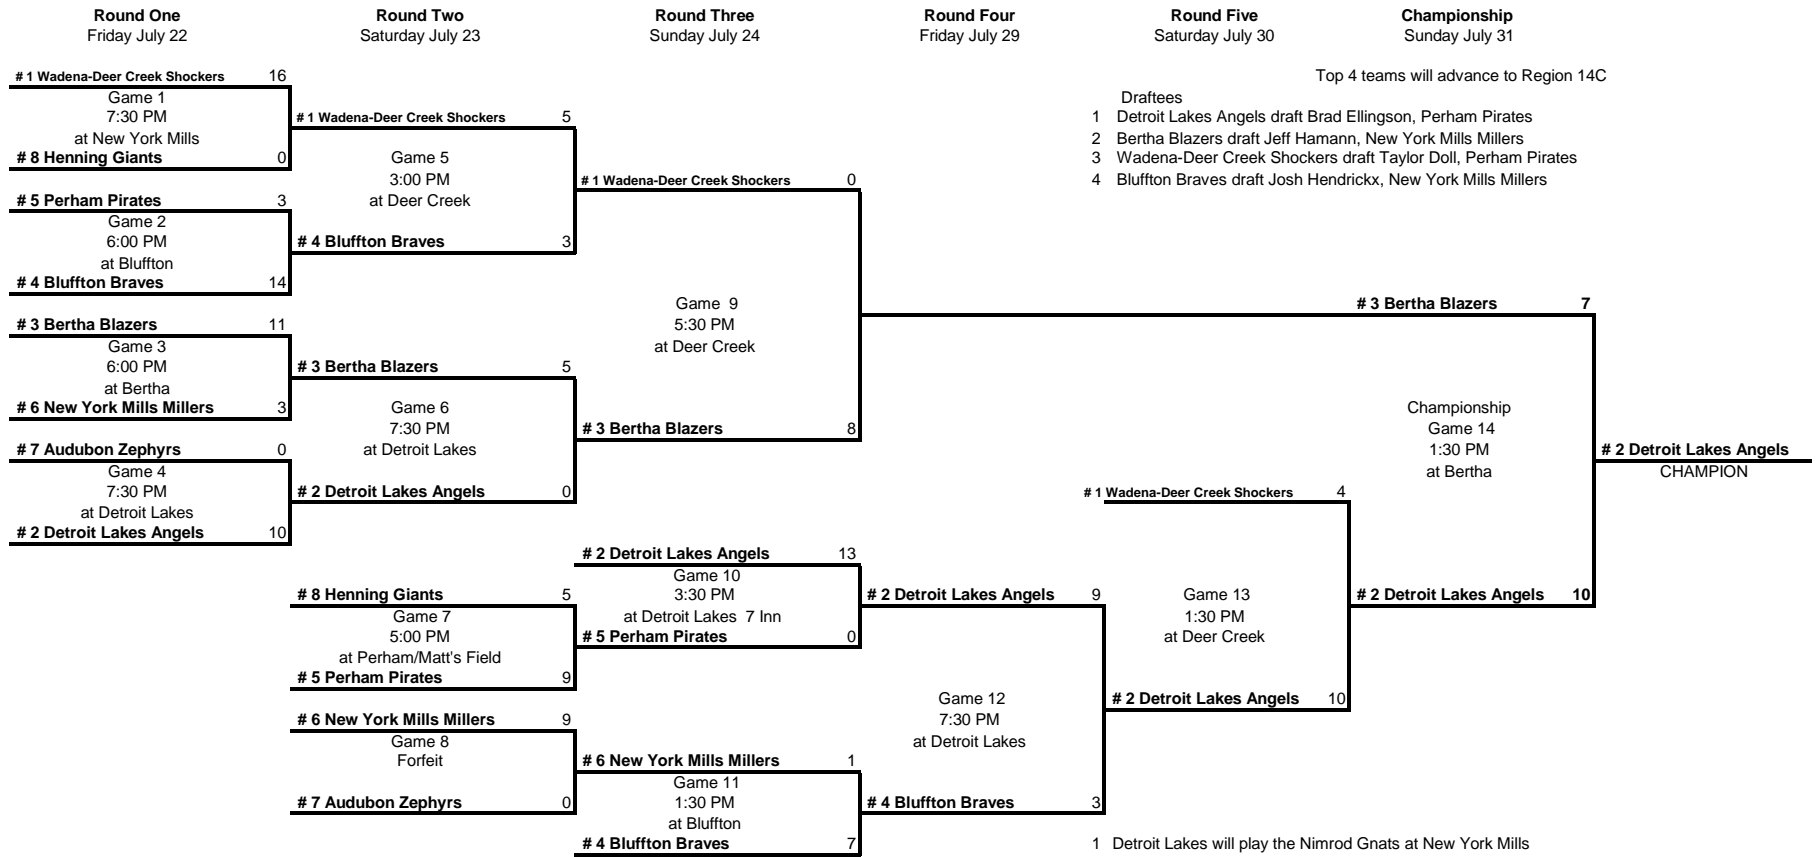 Round One
Friday July 22
Round Two
Saturday July 23
Round Three
Sunday July 24
Round Four
Friday July 29
Round Five
Saturday July 30
Championship
Sunday July 31
Top 4 teams will advance to Region 14C
Draftees
1 Detroit Lakes Angels draft Brad Ellingson, Perham Pirates
2 Bertha Blazers draft Jeff Hamann, New York Mills Millers
3 Wadena-Deer Creek Shockers draft Taylor Doll, Perham Pirates
4 Bluffton Braves draft Josh Hendrickx, New York Mills Millers
# 1 Wadena-Deer Creek Shockers 16
Game 1
7:30 PM
at New York Mills
# 8 Henning Giants 0
# 5 Perham Pirates 3
Game 2
6:00 PM
at Bluffton
# 4 Bluffton Braves 14
# 3 Bertha Blazers 11
Game 3
6:00 PM
at Bertha
# 6 New York Mills Millers 3
# 7 Audubon Zephyrs 0
Game 4
7:30 PM
at Detroit Lakes
# 2 Detroit Lakes Angels 10
# 1 Wadena-Deer Creek Shockers 5
Game 5
3:00 PM
at Deer Creek
# 4 Bluffton Braves 3
# 3 Bertha Blazers 5
Game 6
7:30 PM
at Detroit Lakes
# 2 Detroit Lakes Angels 0
# 8 Henning Giants 5
Game 7
5:00 PM
at Perham/Matt's Field
# 5 Perham Pirates 9
# 6 New York Mills Millers 9
Game 8
Forfeit
# 7 Audubon Zephyrs 0
# 1 Wadena-Deer Creek Shockers 0
Game 9
5:30 PM
at Deer Creek
# 3 Bertha Blazers 8
# 2 Detroit Lakes Angels 13
Game 10
3:30 PM
at Detroit Lakes 7 Inn
# 5 Perham Pirates 0
# 6 New York Mills Millers 1
Game 11
1:30 PM
at Bluffton
# 4 Bluffton Braves 7
# 2 Detroit Lakes Angels 9
Game 12
7:30 PM
at Detroit Lakes
# 4 Bluffton Braves 3
# 1 Wadena-Deer Creek Shockers 4
Game 13
1:30 PM
at Deer Creek
# 2 Detroit Lakes Angels 10
# 3 Bertha Blazers 7
Championship
Game 14
1:30 PM
at Bertha
# 2 Detroit Lakes Angels 10
# 2 Detroit Lakes Angels
CHAMPION
1 Detroit Lakes will play the Nimrod Gnats at New York Mills